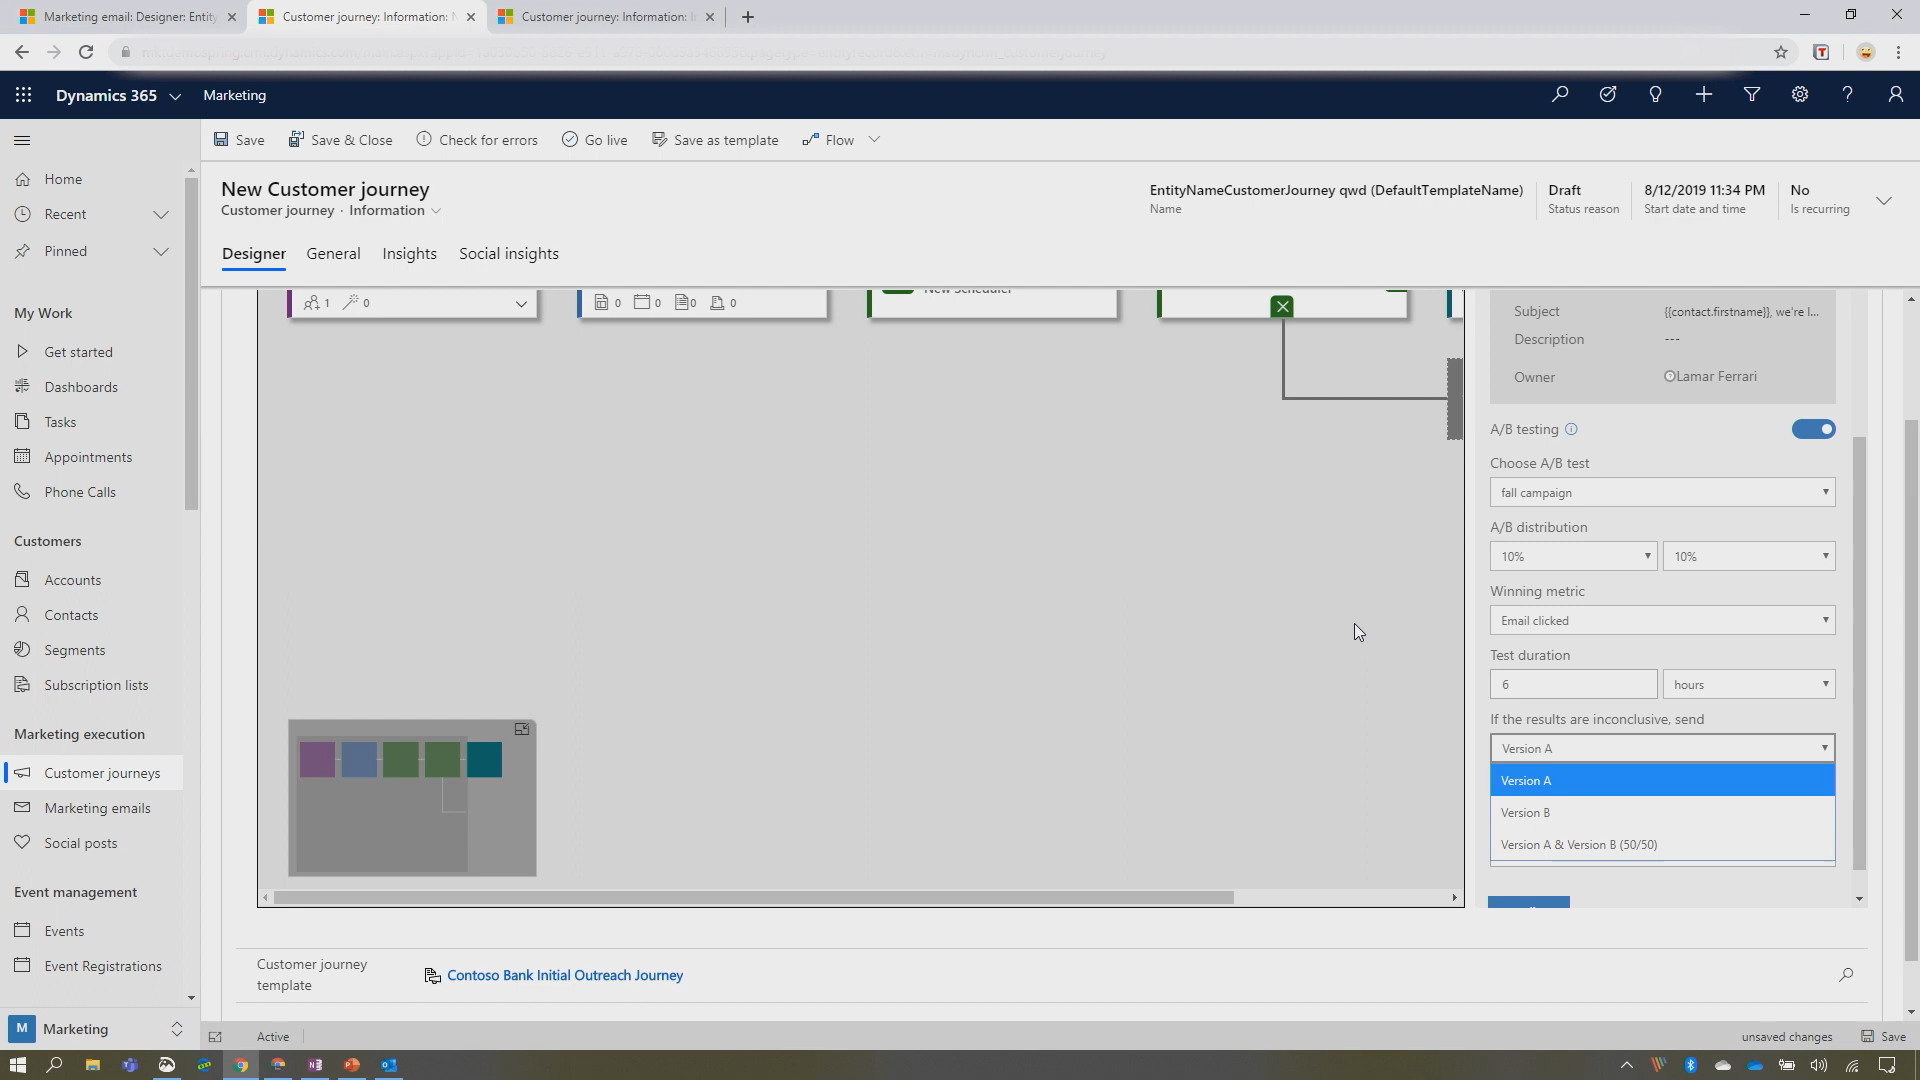 Marketing email: Designer: Entity
Customer journey: Information: N
Customer journey: Information: I
Dynamics 365
Marketing
Save
Save & Close
Check for errors
Go live
Save as template
Flow
Home
Recent
Pinned
My Work
Get started
Dashboards
Tasks
Appointments
Phone Calls
Customers
Accounts
Contacts
Segments
Subscription lists
Marketing execution
Customer journeys
Marketing emails
Social posts
Event management
Events
Event Registrations
M
Marketing
New Customer journey
Customer journey · Information
EntityNameCustomerJourney qwd (DefaultTemplateName)
Name
Draft
Status reason
8/12/2019 11:34 PM
Start date and time
No
Is recurring
Designer
General
Insights
Social insights
1
0
0
0
0
0
New Scheduler
Subject
{{contact.firstname}}, we're l...
Description
---
Owner
Lamar Ferrari
A/B testing
Choose A/B test
fall campaign
A/B distribution
10%
10%
Winning metric
Email clicked
Test duration
6
hours
If the results are inconclusive, send
Version A
Version A
Version B
Version A & Version B (50/50)
Customer journey
template
Contoso Bank Initial Outreach Journey
Active
unsaved changes
Save